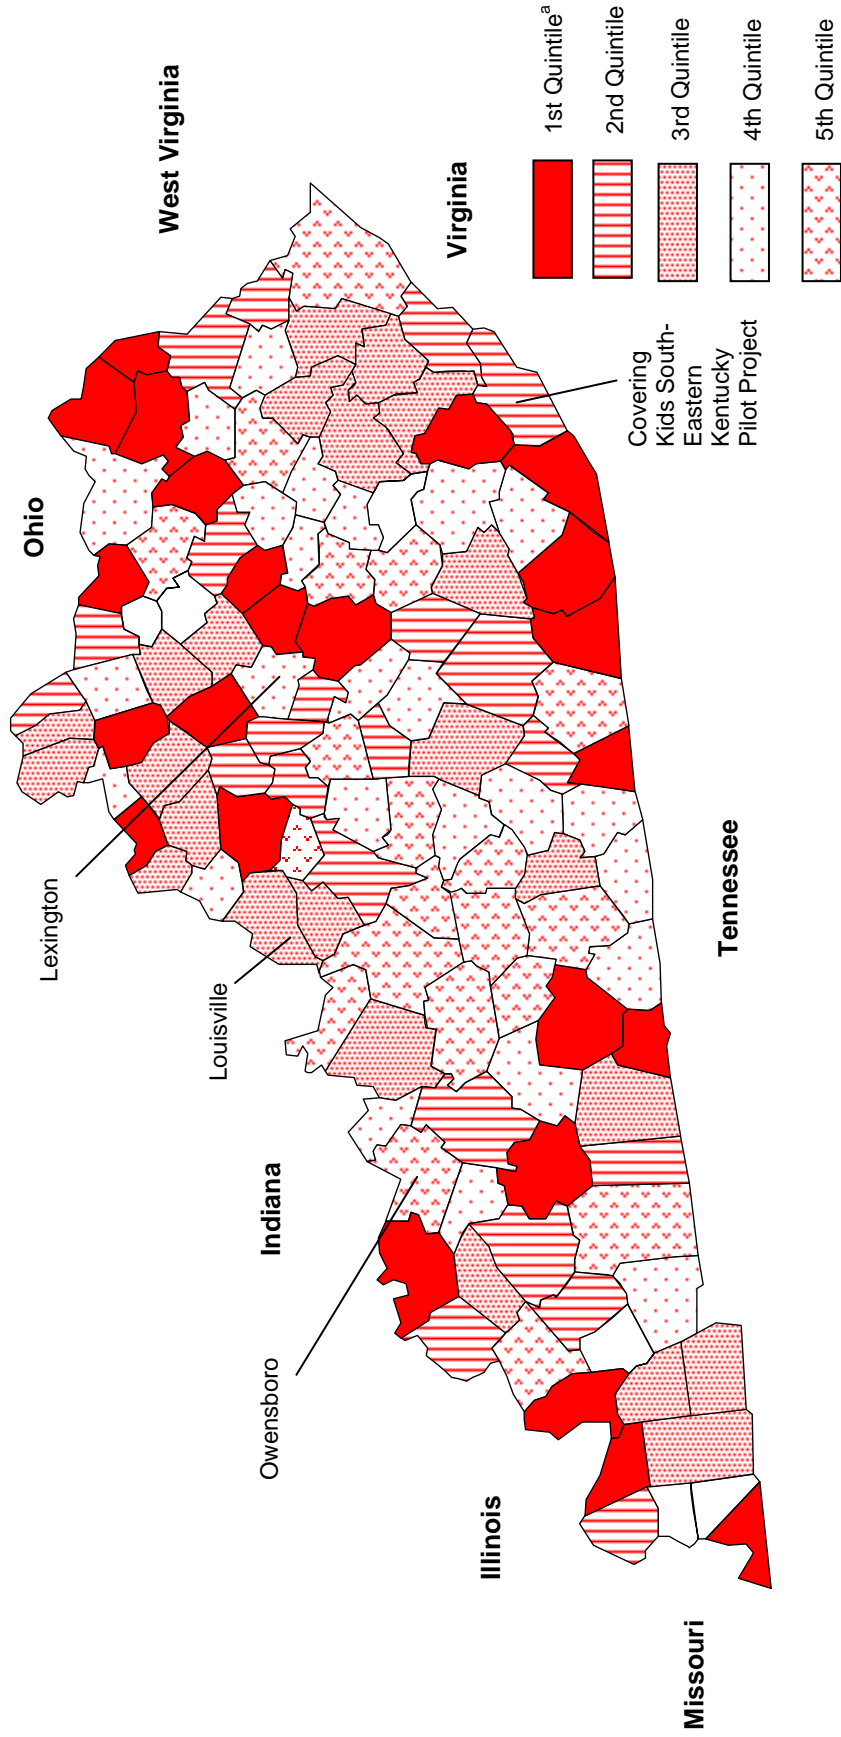 West Virginia
Ohio
Virginia
1st Quintileᵃ
2nd Quintile
3rd Quintile
4th Quintile
5th Quintile
Covering
Kids South-
Eastern
Kentucky
Pilot Project
Lexington
Louisville
Tennessee
Indiana
Owensboro
Illinois
Missouri